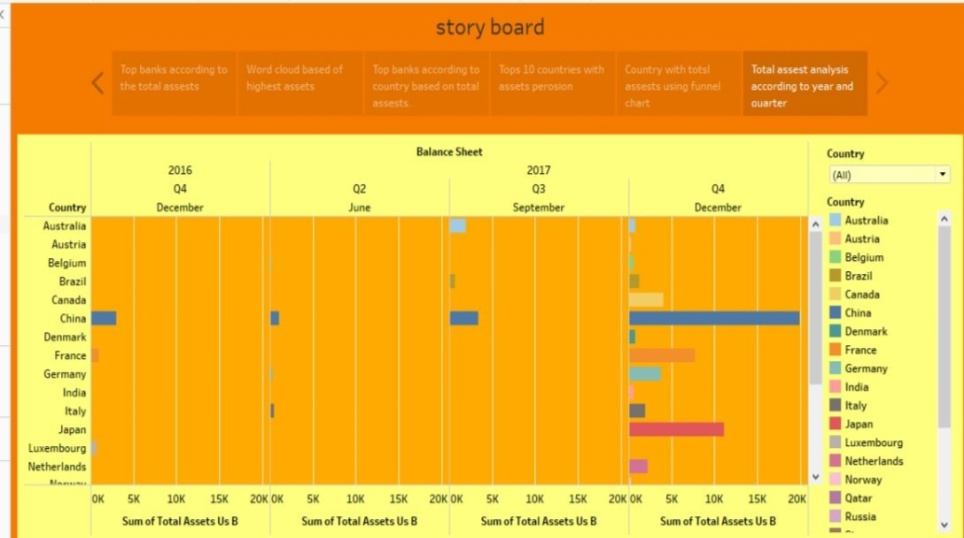 story board
Top banks according to
the total assests
Word cloud based of
highest assets
Top banks according to
country based on total
assests.
Tops 10 countries with
assets perosion
Country with totsl
assests using funnel
chart
Total assest analysis
according to year and
quarter
Balance Sheet
2016
2017
Q4
Q2
Q3
Q4
Country
December
June
September
December
Australia
Austria
Belgium
Brazil
Canada
China
Denmark
France
Germany
India
Italy
Japan
Luxembourg
Netherlands
Norway
0K 5K 10K 15K 20K
0K 5K 10K 15K 20K
0K 5K 10K 15K 20K
0K 5K 10K 15K 20K
Sum of Total Assets Us B
Sum of Total Assets Us B
Sum of Total Assets Us B
Sum of Total Assets Us B
Country
(All)
Country
Australia
Austria
Belgium
Brazil
Canada
China
Denmark
France
Germany
India
Italy
Japan
Luxembourg
Netherlands
Norway
Qatar
Russia